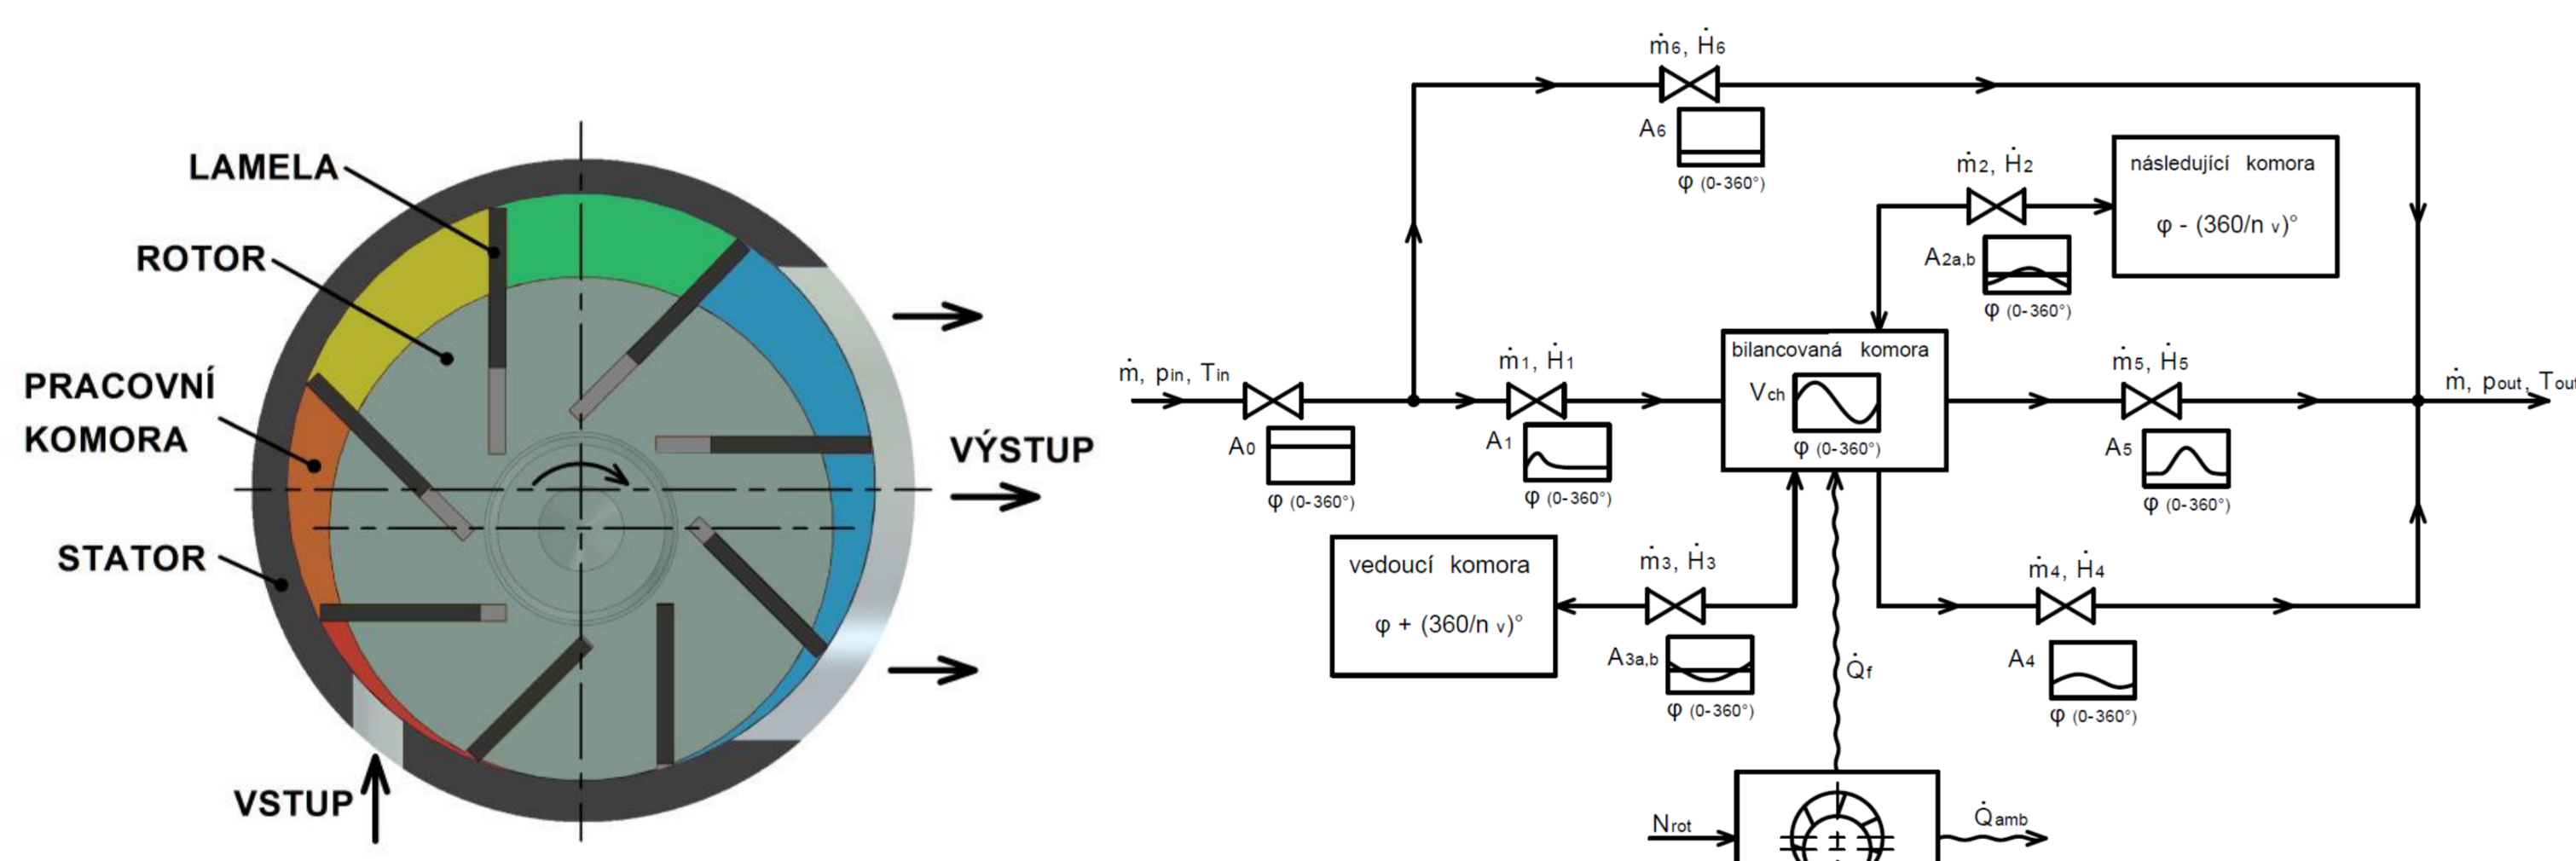 LAMELA
ROTOR
PRACOVNÍ
KOMORA
STATOR
VSTUP
VÝSTUP
ṁ6, Ḣ6
A6
φ (0-360°)
ṁ2, Ḣ2
A2a,b
φ (0-360°)
následující komora
φ - (360/n v)°
ṁ, pin, Tin
A0
φ (0-360°)
ṁ1, Ḣ1
A1
φ (0-360°)
bilancovaná komora
Vch
φ (0-360°)
ṁ5, Ḣ5
A5
φ (0-360°)
ṁ, pout, Tout
vedoucí komora
φ + (360/n v)°
ṁ3, Ḣ3
A3a,b
φ (0-360°)
Q̇f
ṁ4, Ḣ4
A4
φ (0-360°)
Nrot
Q̇amb